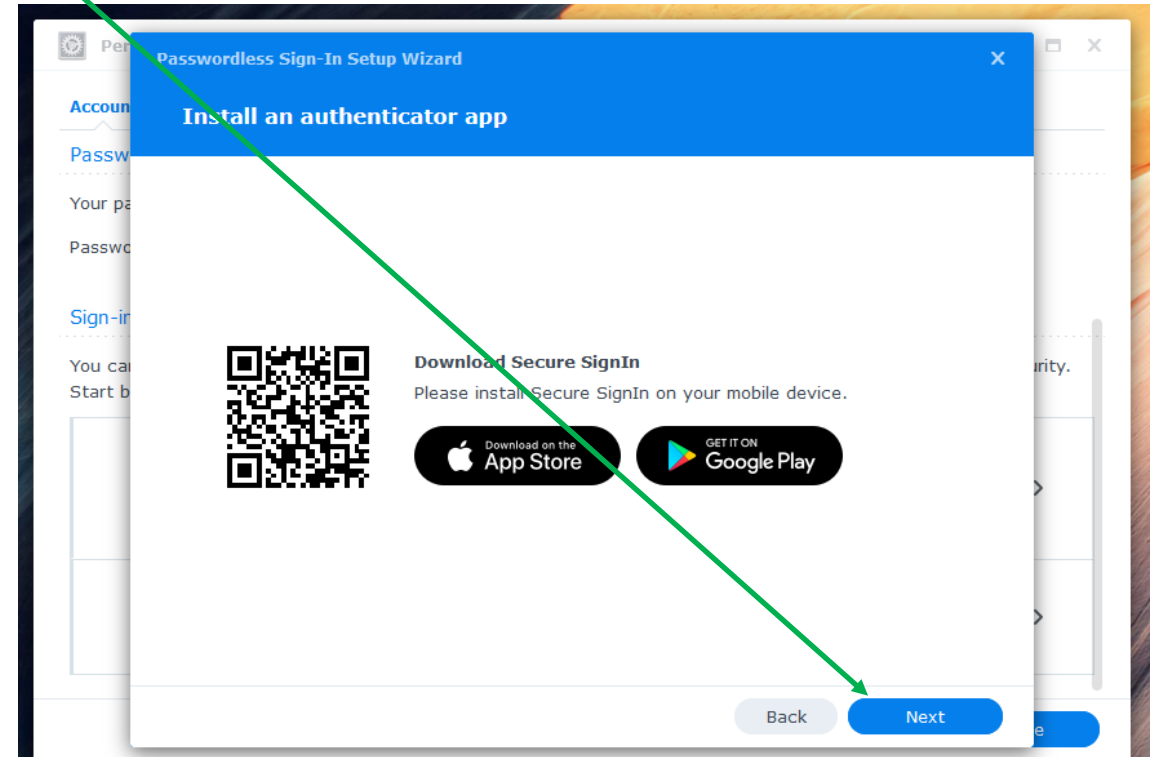 Per
Passwordless Sign-In Setup Wizard
Install an authenticator app
Accoun
Passw
Your pa
Passwo
Sign-in
You can
urity.
Start b
Download Secure SignIn
Please install Secure SignIn on your mobile device.
Download on the
App Store
GET IT ON
Google Play
Back
Next
e